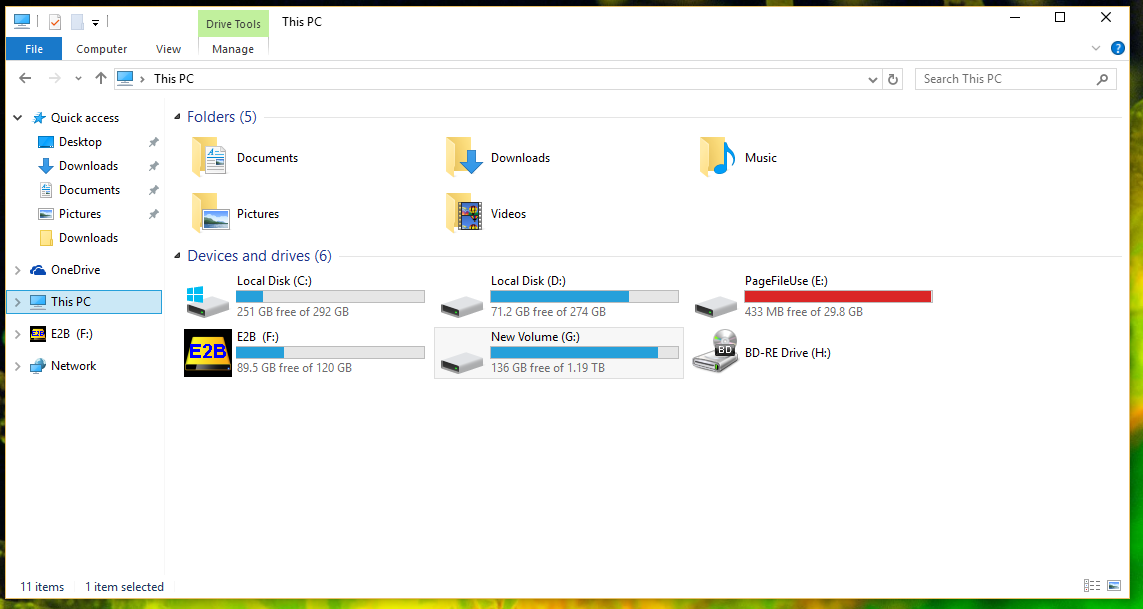 Drive Tools
This PC
File
Computer
View
Manage
This PC
Search This PC
Quick access
Desktop
Downloads
Documents
Pictures
Downloads
OneDrive
This PC
E2B (F:)
Network
Folders (5)
Documents
Downloads
Music
Pictures
Videos
Devices and drives (6)
Local Disk (C:)
251 GB free of 292 GB
Local Disk (D:)
71.2 GB free of 274 GB
PageFileUse (E:)
433 MB free of 29.8 GB
E2B
E2B (F:)
89.5 GB free of 120 GB
New Volume (G:)
136 GB free of 1.19 TB
BD
BD-RE Drive (H:)
11 items
1 item selected